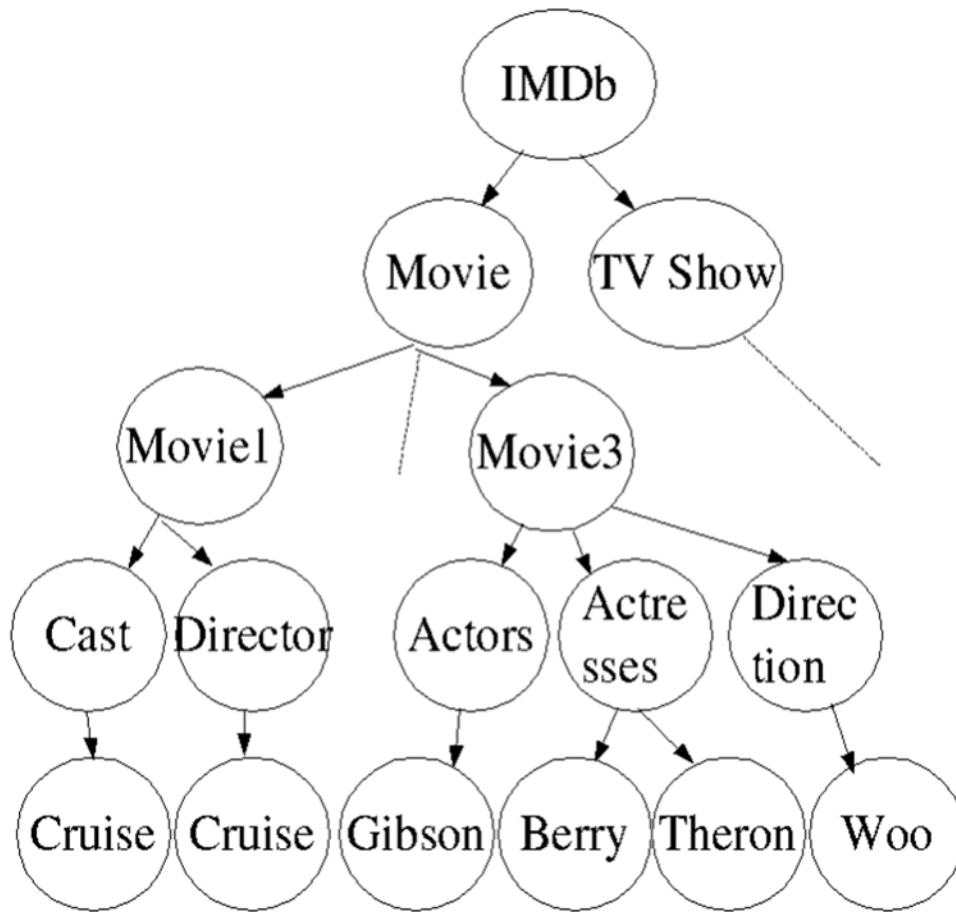 IMDb
Movie
TV Show
Movie1
Movie3
Cast
Director
Actors
Actre
sses
Direc
tion
Cruise
Cruise
Gibson
Berry
Theron
Woo